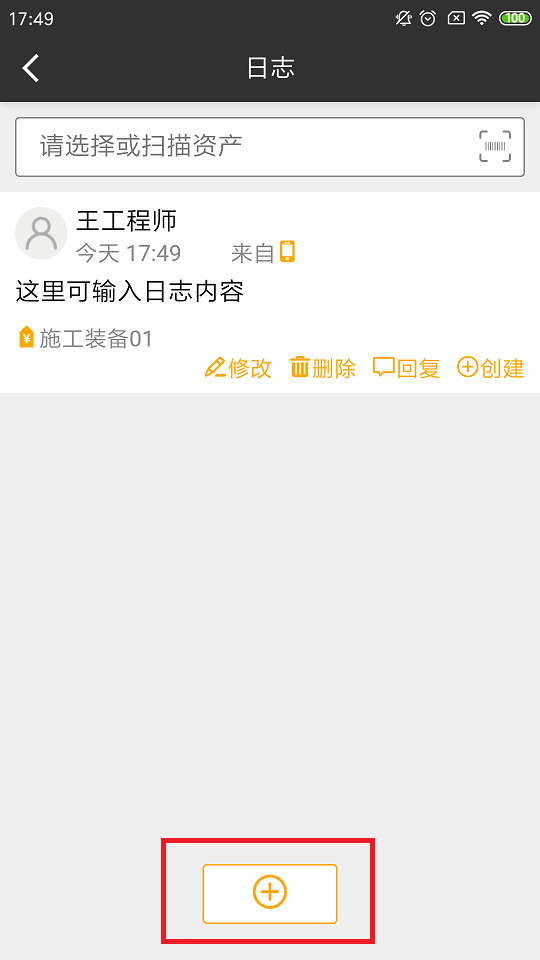 17:49 100
日志
请选择或扫描资产
王工程师
今天 17:49 来自
这里可输入日志内容
¥ 施工装备01
修改 删除 回复 创建